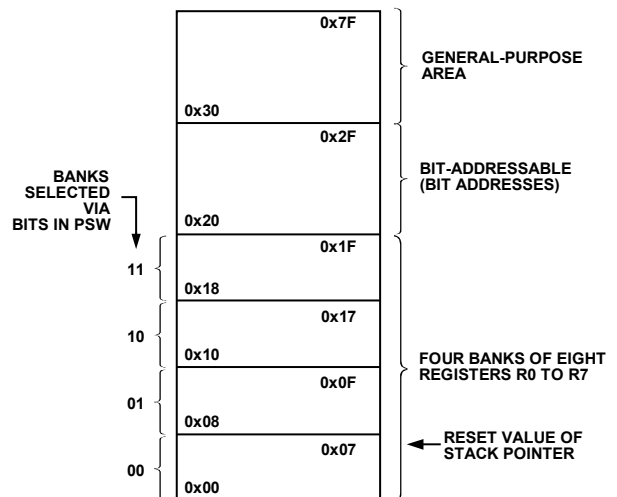 0x7F
GENERAL-PURPOSE
AREA
0x30
0x2F
BIT-ADDRESSABLE
(BIT ADDRESSES)
BANKS
SELECTED
VIA
BITS IN PSW
0x20
0x1F
11
0x18
0x17
10
0x10
FOUR BANKS OF EIGHT
REGISTERS R0 TO R7
0x0F
01
0x08
RESET VALUE OF
STACK POINTER
0x07
00
0x00